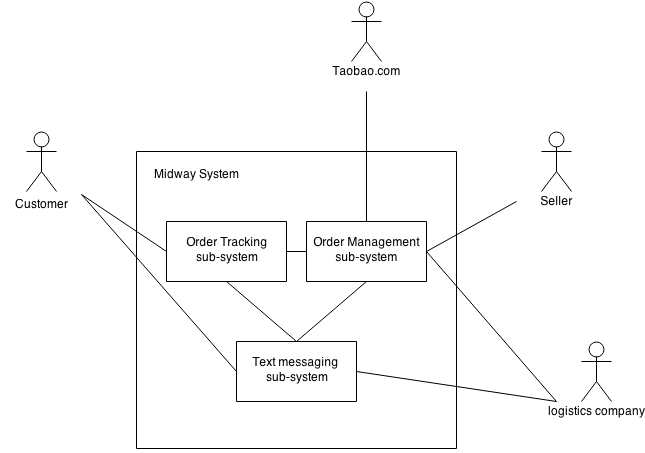 Taobao.com
Midway System
Customer
Seller
Order Tracking
sub-system
Order Management
sub-system
Text messaging
sub-system
logistics company